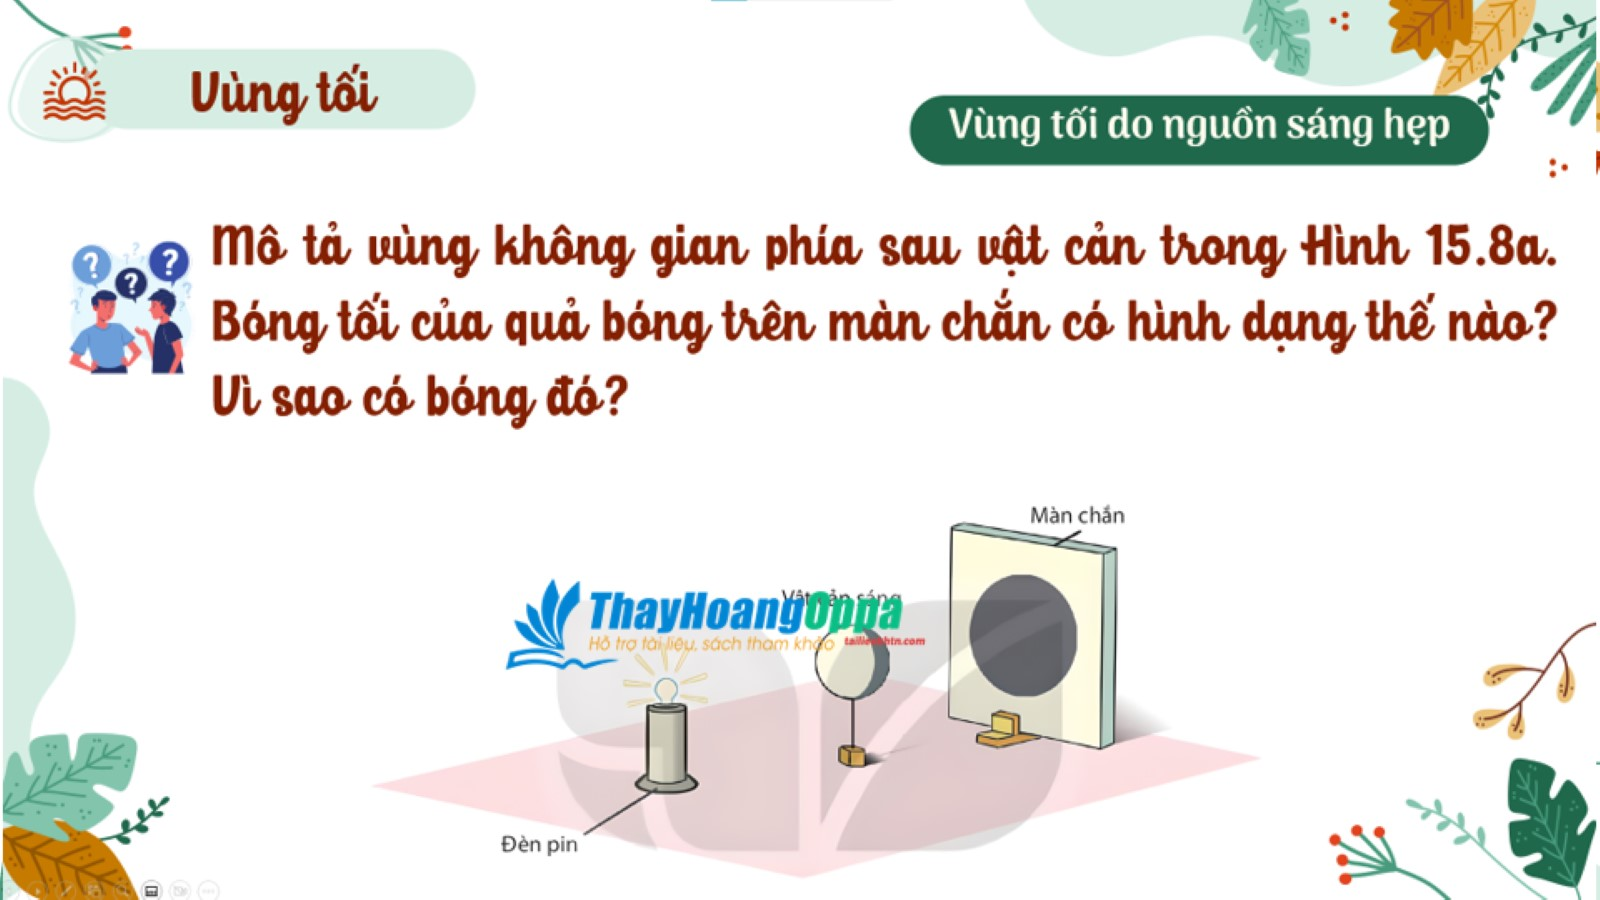 Vùng tối
Vùng tối do nguồn sáng hẹp
Mô tả vùng không gian phía sau vật cản trong Hình 15.8a.
Bóng tối của quả bóng trên màn chắn có hình dạng thế nào?
Vì sao có bóng đó?
? ? ?
Màn chắn
sáng
ThayHoangOppa
Hỗ trợ tài liệu, sách tham khảo
Đèn pin